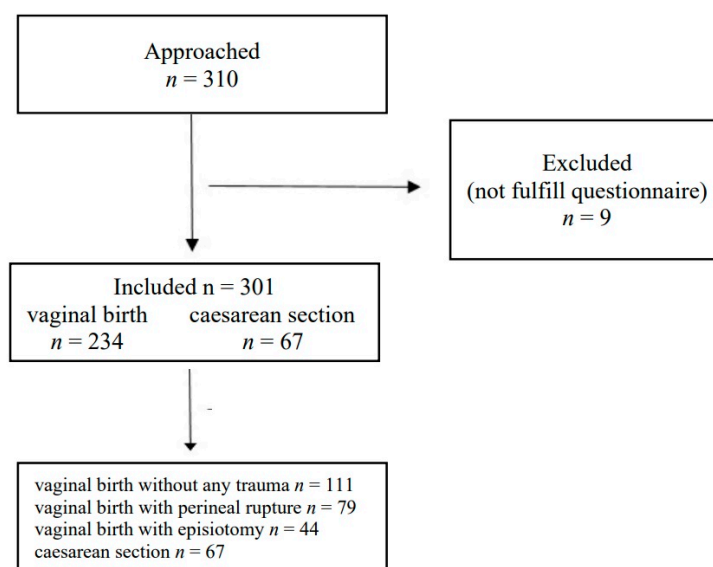 Approached
n = 310
Excluded
(not fulfill questionnaire)
n = 9
Included n = 301
vaginal birth caesarean section
n = 234 n = 67
vaginal birth without any trauma n = 111
vaginal birth with perineal rupture n = 79
vaginal birth with episiotomy n = 44
caesarean section n = 67